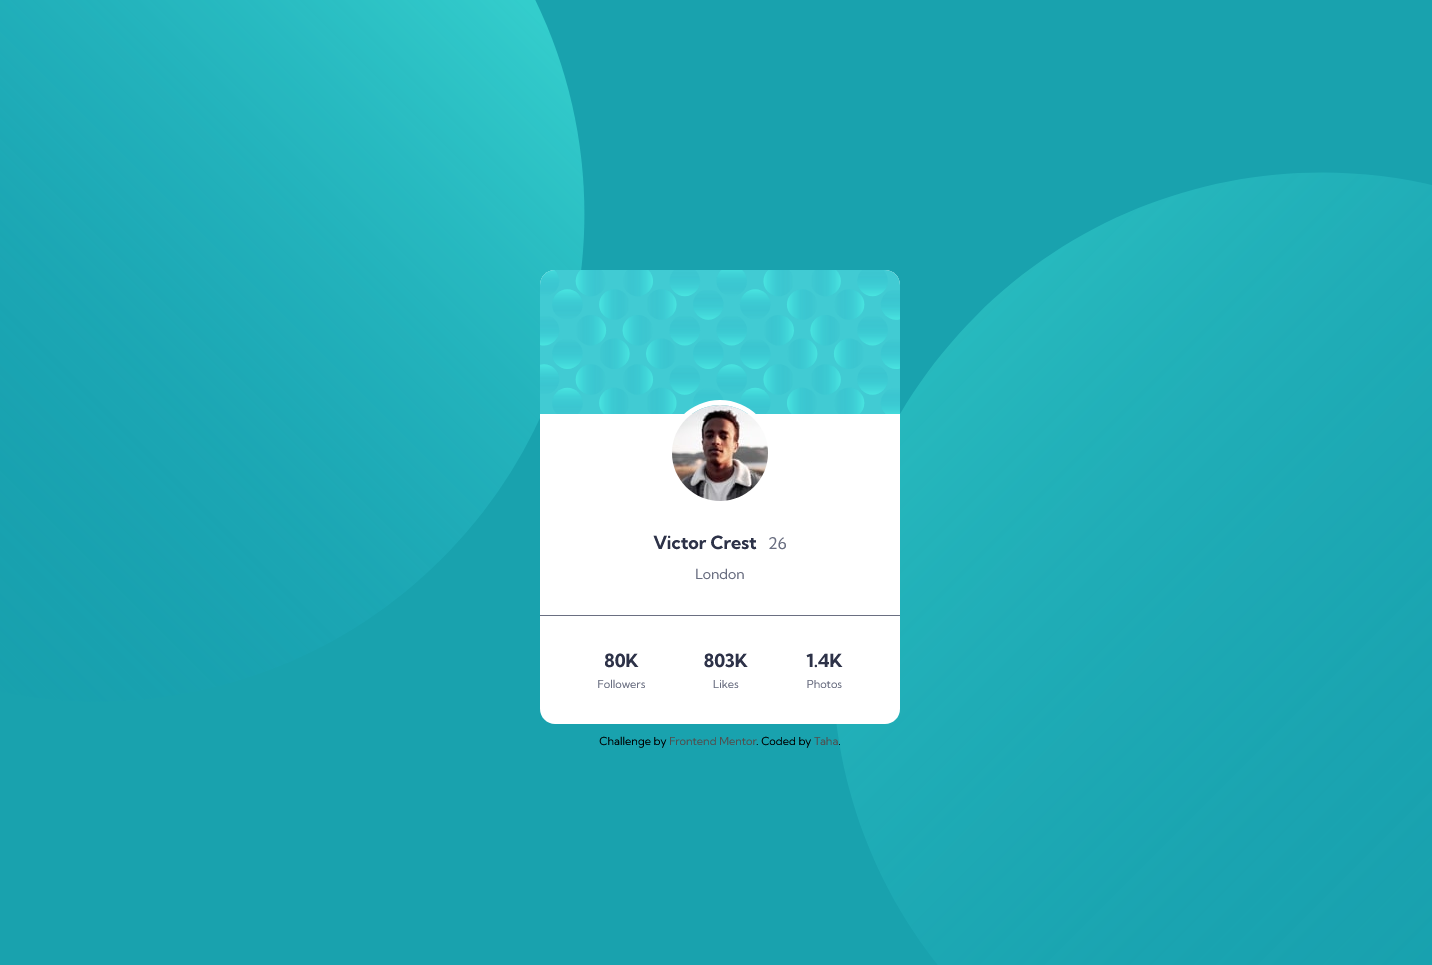 Victor Crest 26
London
80K 803K 1.4K
Followers Likes Photos
Challenge by Frontend Mentor. Coded by Taha.